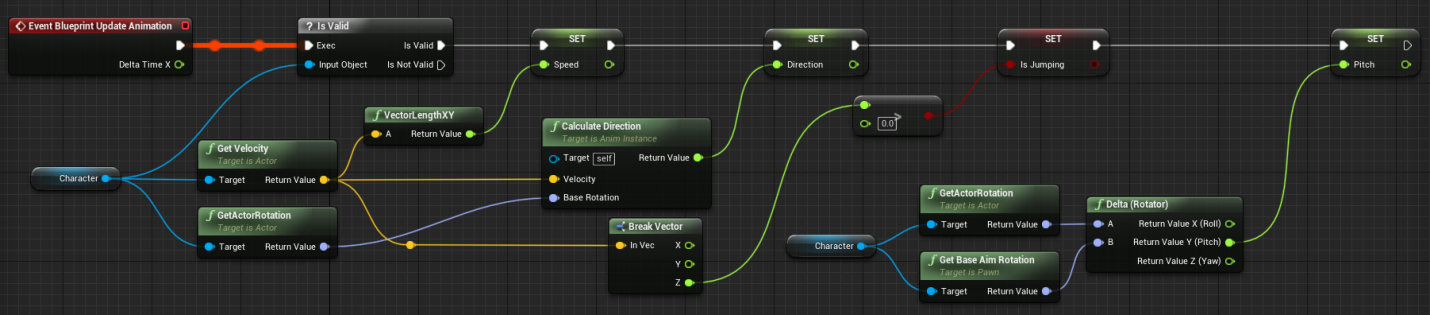 Event Blueprint Update Animation
Delta Time X
? Is Valid
Exec
Is Valid
Input Object
Is Not Valid
SET
Speed
SET
Direction
SET
Is Jumping
SET
Pitch
f VectorLengthXY
A
Return Value
>
0.0
f Calculate Direction
Target is Anim Instance
Target
self
Return Value
Velocity
Base Rotation
Character
f Get Velocity
Target is Actor
Target
Return Value
f GetActorRotation
Target is Actor
Target
Return Value
Break Vector
In Vec
X
Y
Z
Character
f GetActorRotation
Target is Actor
Target
Return Value
f Get Base Aim Rotation
Target is Pawn
Target
Return Value
f Delta (Rotator)
A
Return Value X (Roll)
B
Return Value Y (Pitch)
Return Value Z (Yaw)